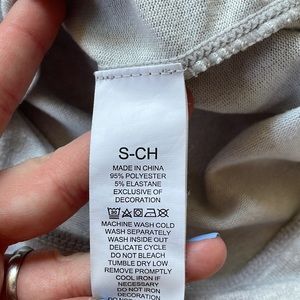 S-CH
MADE IN CHINA
95% POLYESTER
5% ELASTANE
EXCLUSIVE OF
DECORATION
MACHINE WASH COLD
WASH SEPARATELY
WASH INSIDE OUT
DELICATE CYCLE
DO NOT BLEACH
TUMBLE DRY LOW
REMOVE PROMPTLY
COOL IRON IF
NECESSARY
DO NOT IRON
DECORATION